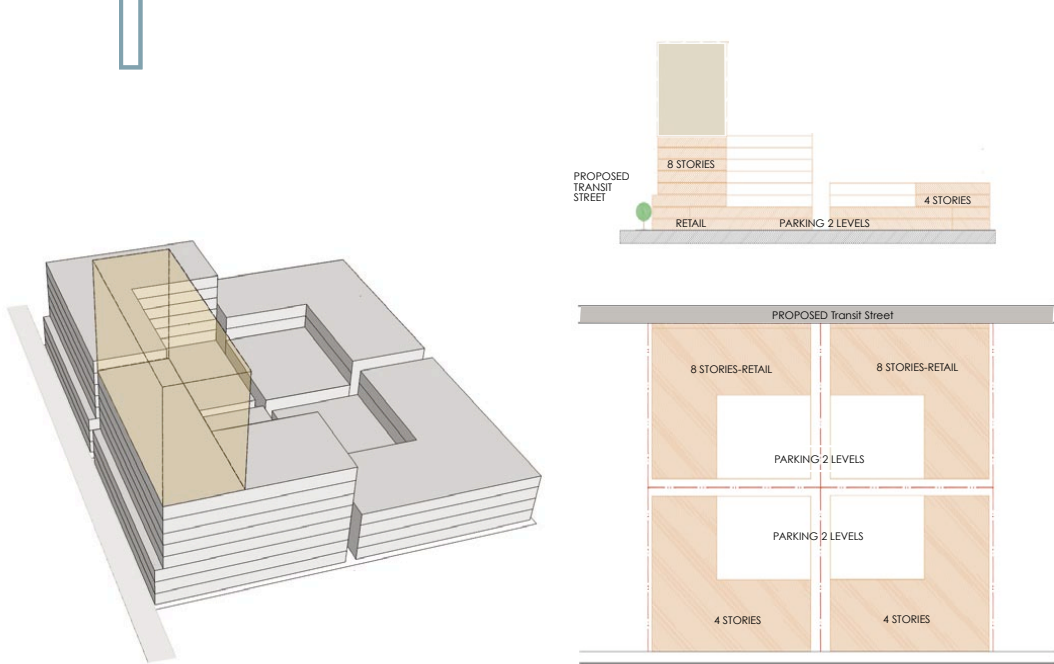 8 STORIES
PROPOSED
TRANSIT
STREET
4 STORIES
RETAIL
PARKING 2 LEVELS
PROPOSED Transit Street
8 STORIES-RETAIL
8 STORIES-RETAIL
PARKING 2 LEVELS
PARKING 2 LEVELS
4 STORIES
4 STORIES